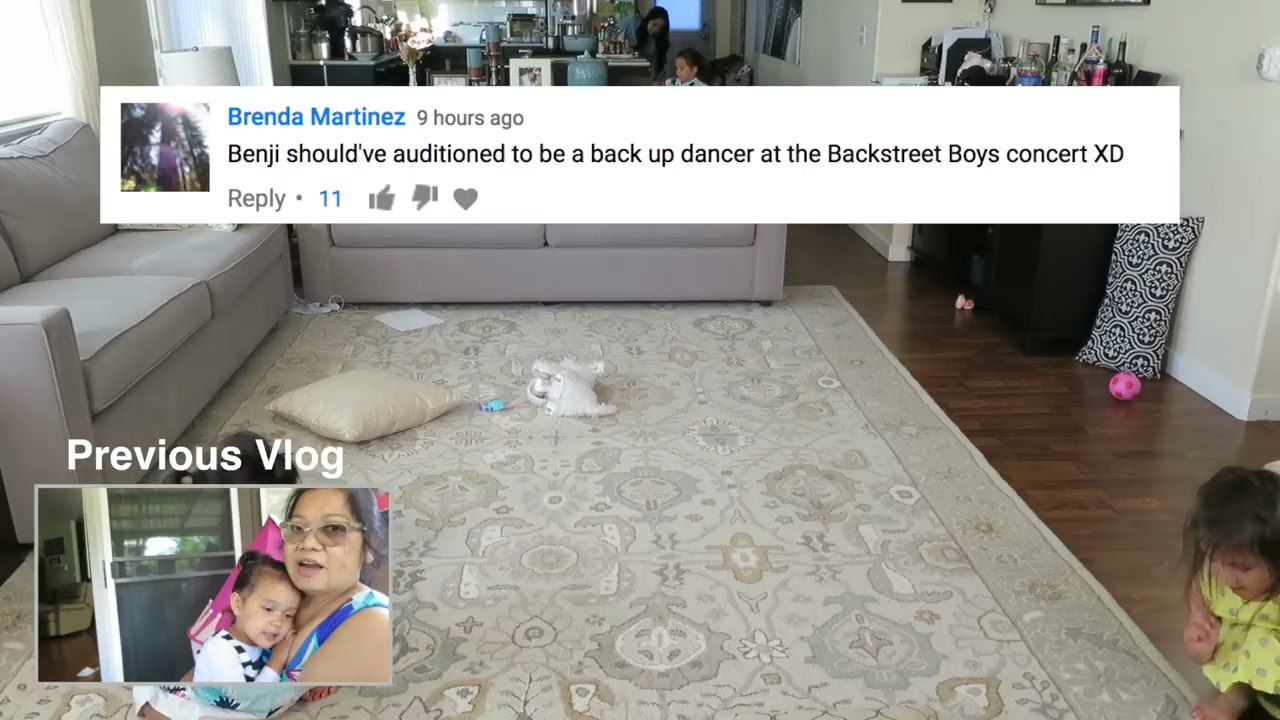 Brenda Martinez 9 hours ago
Benji should've auditioned to be a back up dancer at the Backstreet Boys concert XD
Reply • 11
Previous Vlog